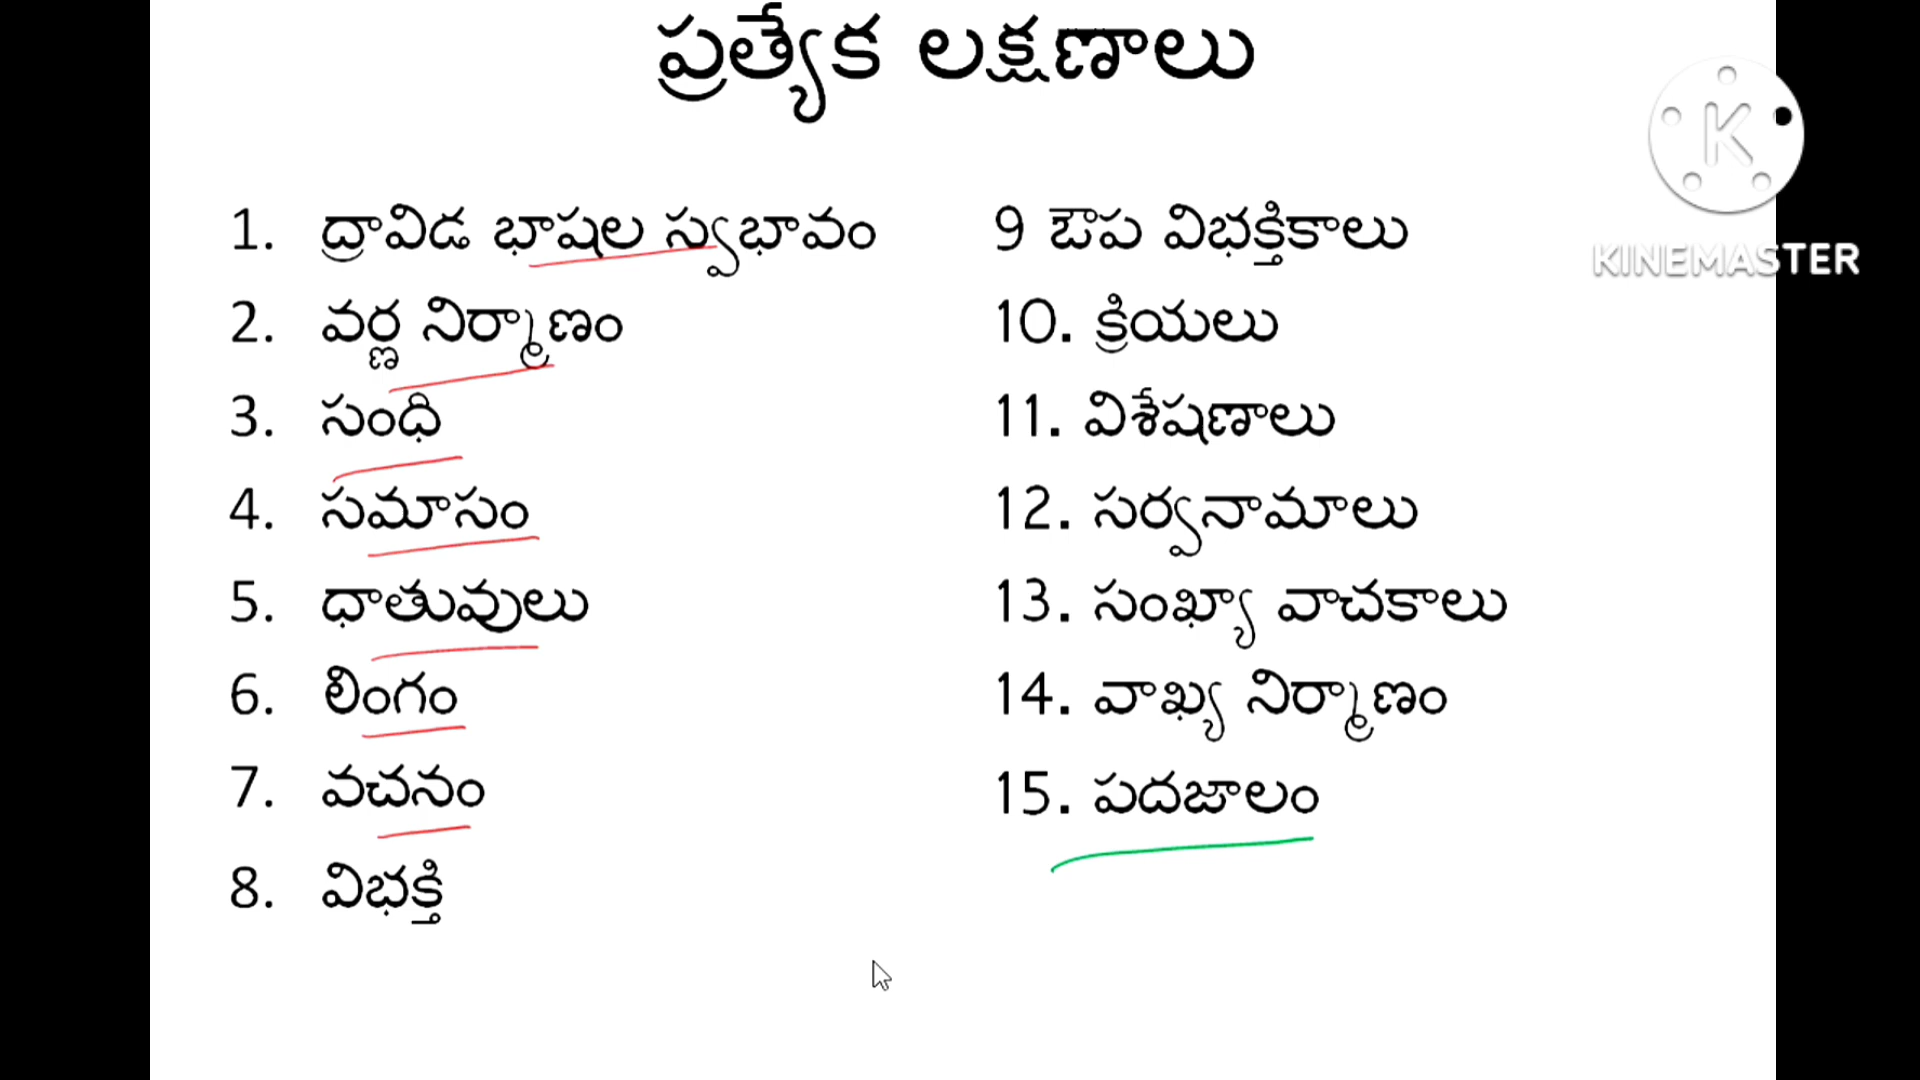 ప్రత్యేక లక్షణాలు
1. ద్రావిడ భాషల స్వభావం
2. వర్ణ నిర్మాణం
3. సంధి
4. సమాసం
5. ధాతువులు
6. లింగం
7. వచనం
8. విభక్తి
9 ఔప విభక్తికాలు
10. క్రియలు
11. విశేషణాలు
12. సర్వనామాలు
13. సంఖ్యా వాచకాలు
14. వాఖ్య నిర్మాణం
15. పదజాలం
K
KINEMASTER